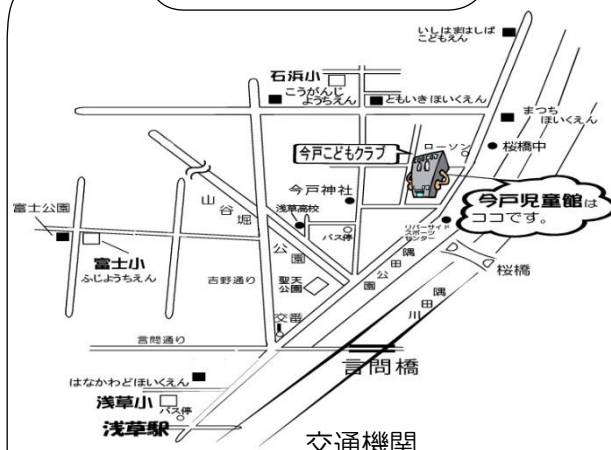 いしはまはしば
こどもえん
石浜小
こうがんじ
ようちえん
ともいきほいくえん
まつち
ほいくえん
ローソン
桜橋中
今戸こどもクラブ
今戸児童館は
ココです。
山谷堀
公園
今戸神社
浅草高校
バス停
リバーサイド
スポーツ
センター
富士公園
富士小
ふじようちえん
吉野通り
聖天
公園
隅田公園
隅田川
桜橋
交番
言問通り
言問橋
はなかわどほいくえん
浅草小
バス停
浅草駅
交通機関